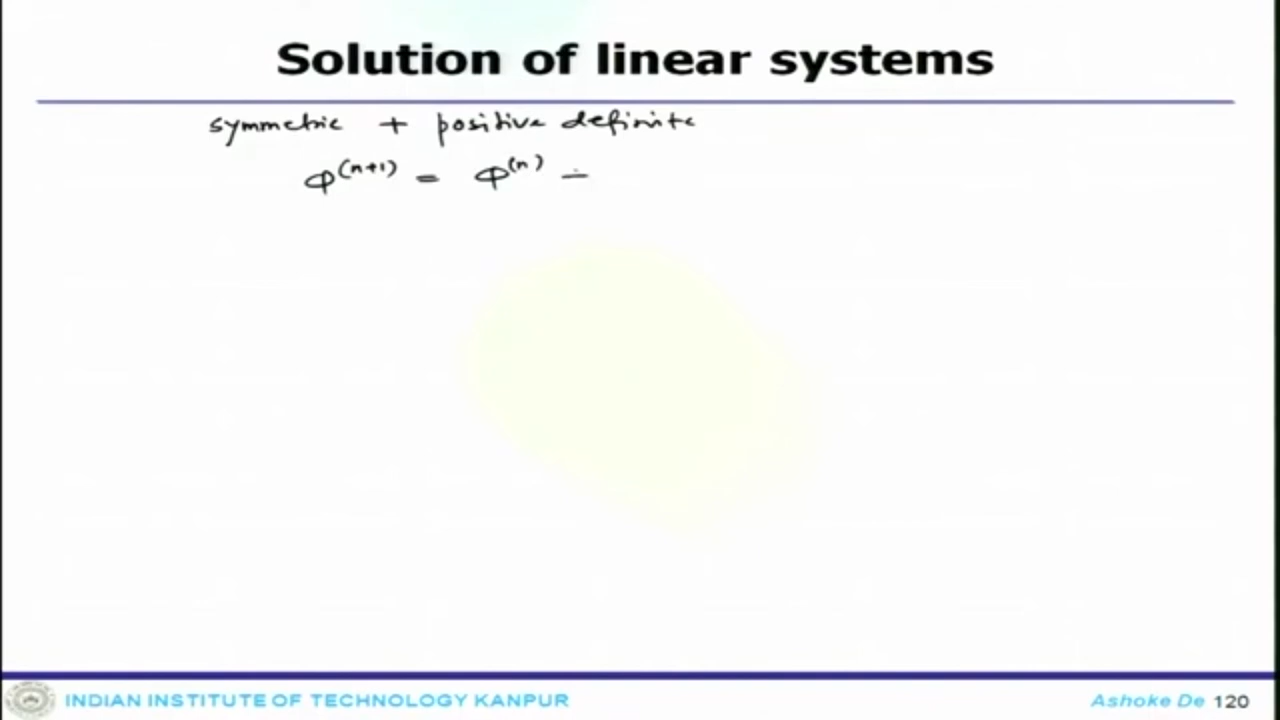 Solution of linear systems
symmetric + positive definite
Φ^(n+1) = Φ^(n) -
INDIAN INSTITUTE OF TECHNOLOGY KANPUR
Ashoke De 120